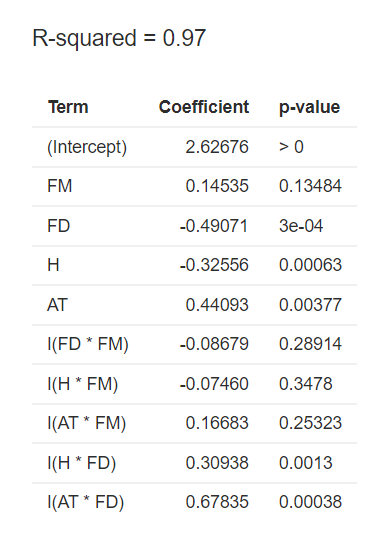 R-squared = 0.97
Term Coefficient p-value
(Intercept) 2.62676 > 0
FM 0.14535 0.13484
FD -0.49071 3e-04
H -0.32556 0.00063
AT 0.44093 0.00377
I(FD * FM) -0.08679 0.28914
I(H * FM) -0.07460 0.3478
I(AT * FM) 0.16683 0.25323
I(H * FD) 0.30938 0.0013
I(AT * FD) 0.67835 0.00038